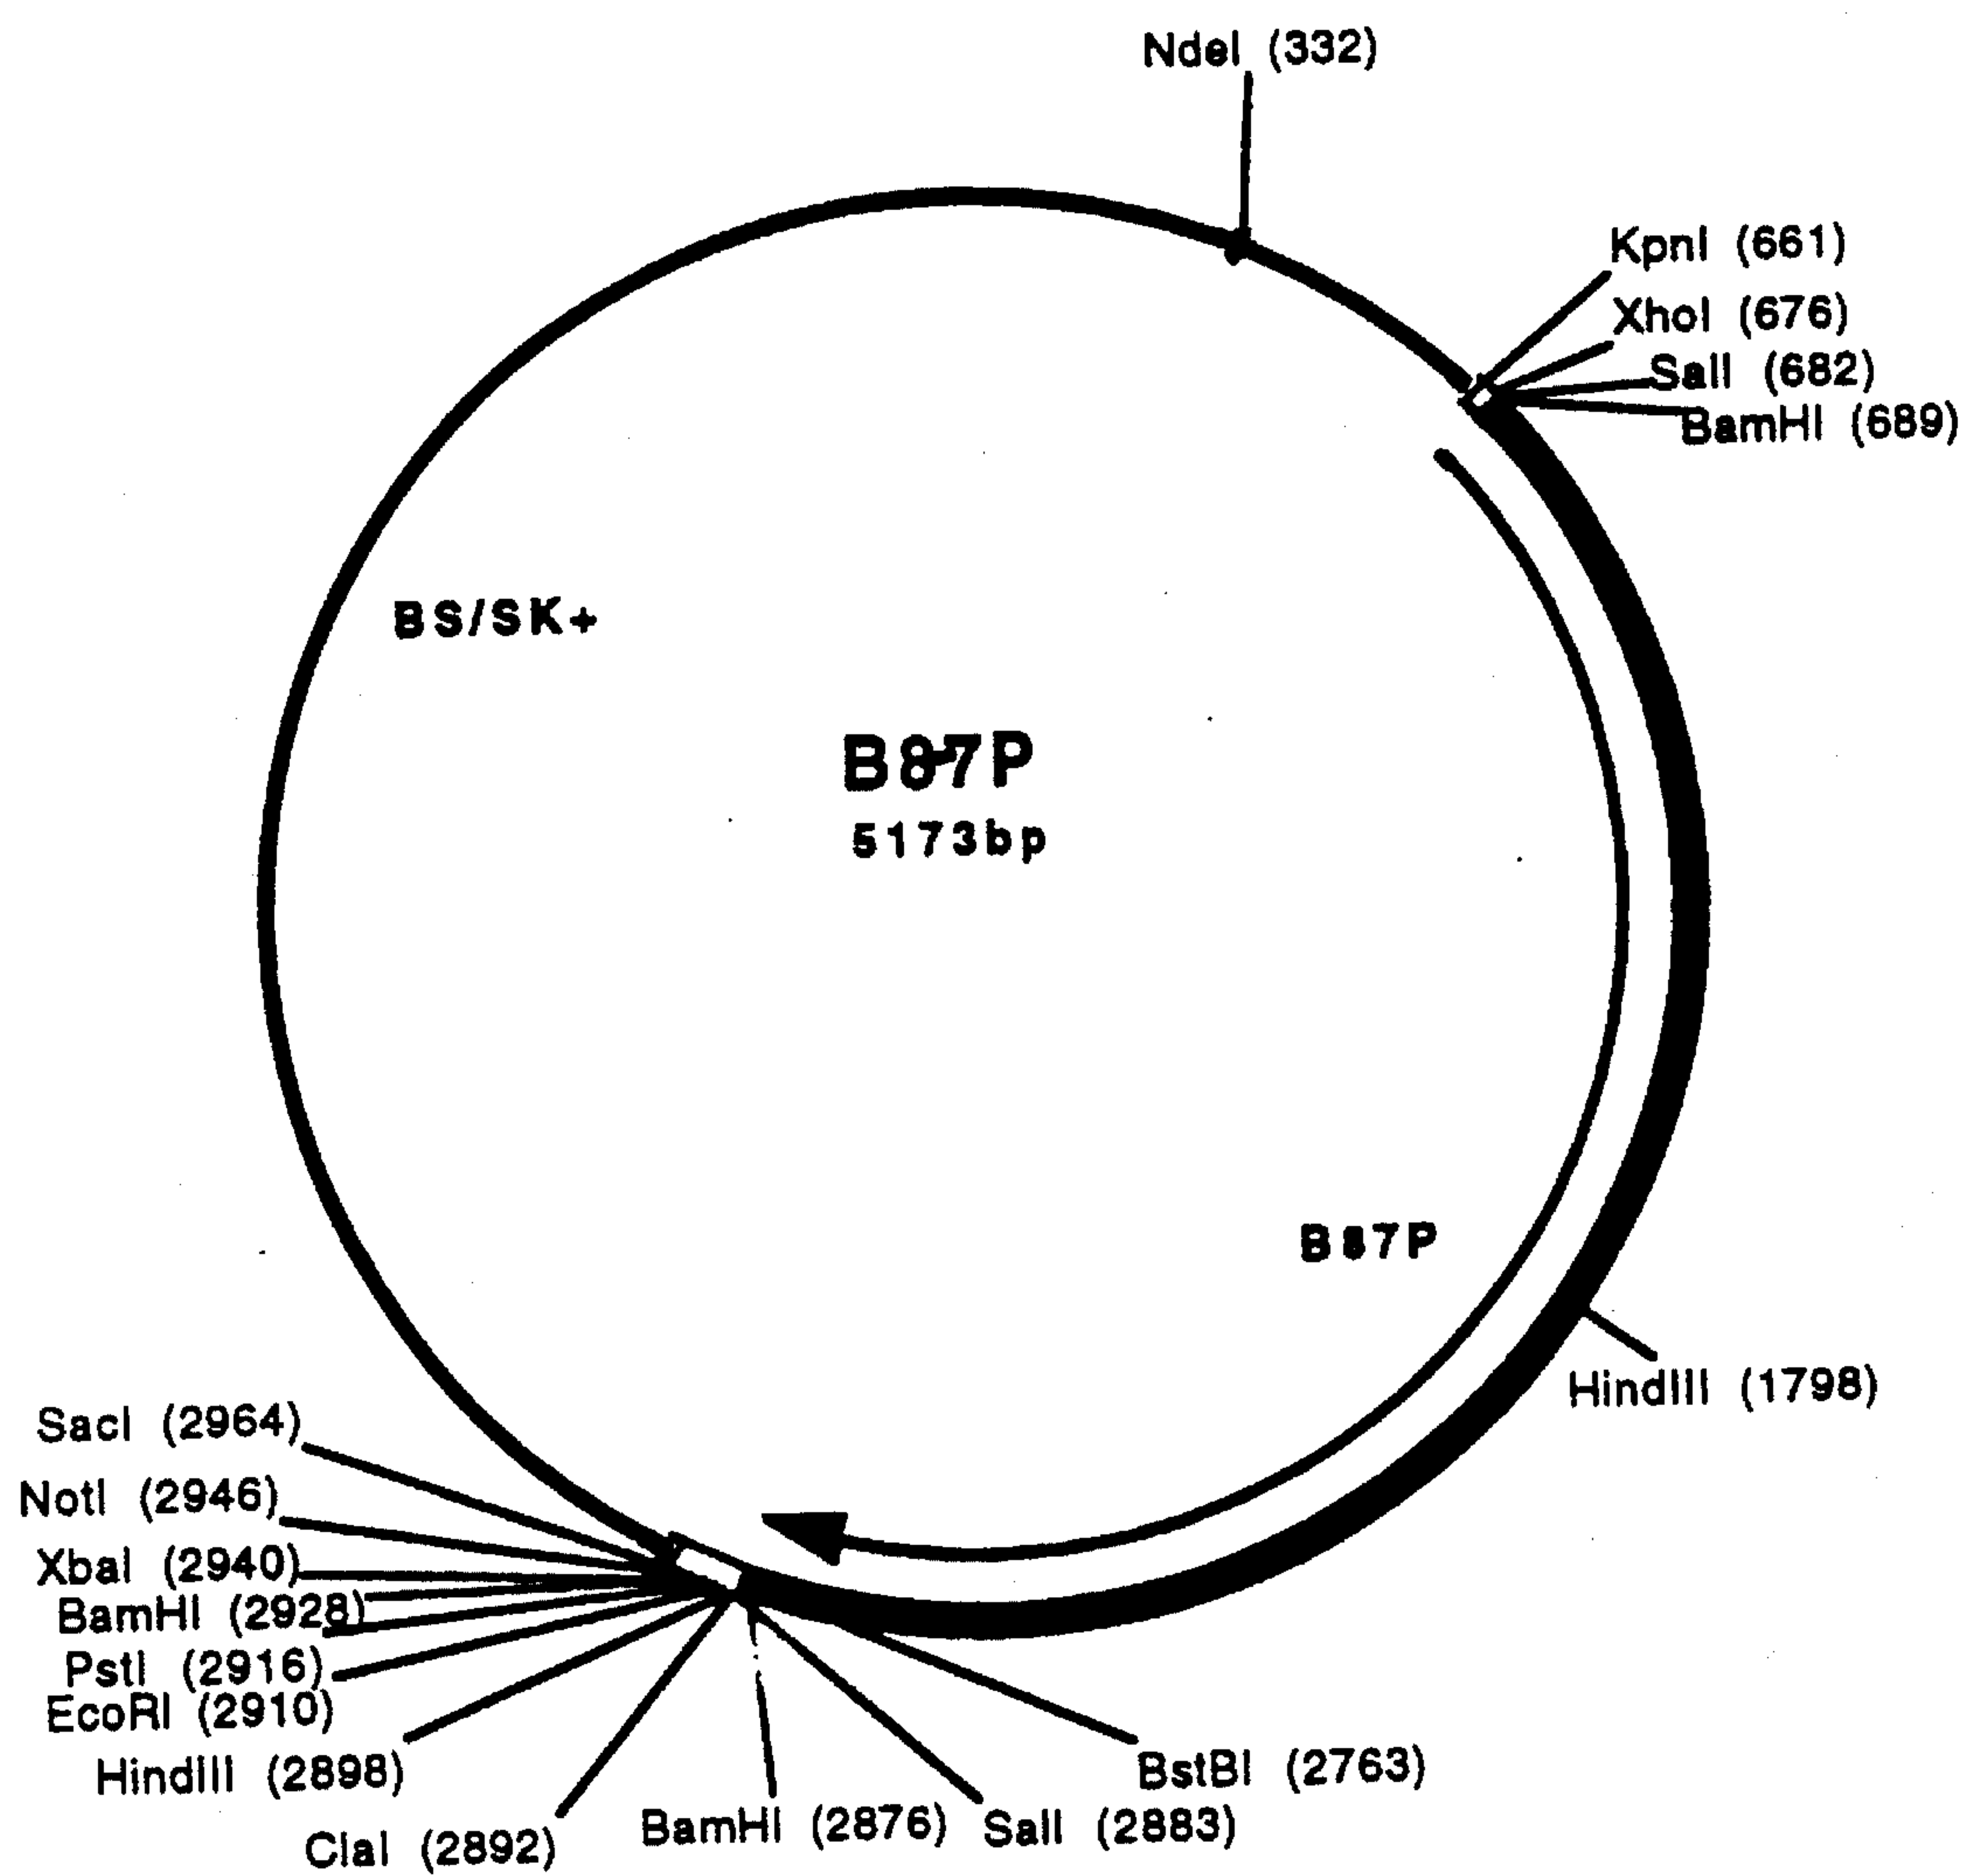 NdeI (332)
KpnI (661)
XhoI (676)
SalI (682)
BamHI (689)
BS/SK+
B87P
5173bp
B87P
HindIII (1798)
SacI (2964)
NotI (2946)
XbaI (2940)
BamHI (2928)
PstI (2916)
EcoRI (2910)
HindIII (2898)
ClaI (2892)
BamHI (2876)
SalI (2883)
BstBI (2763)